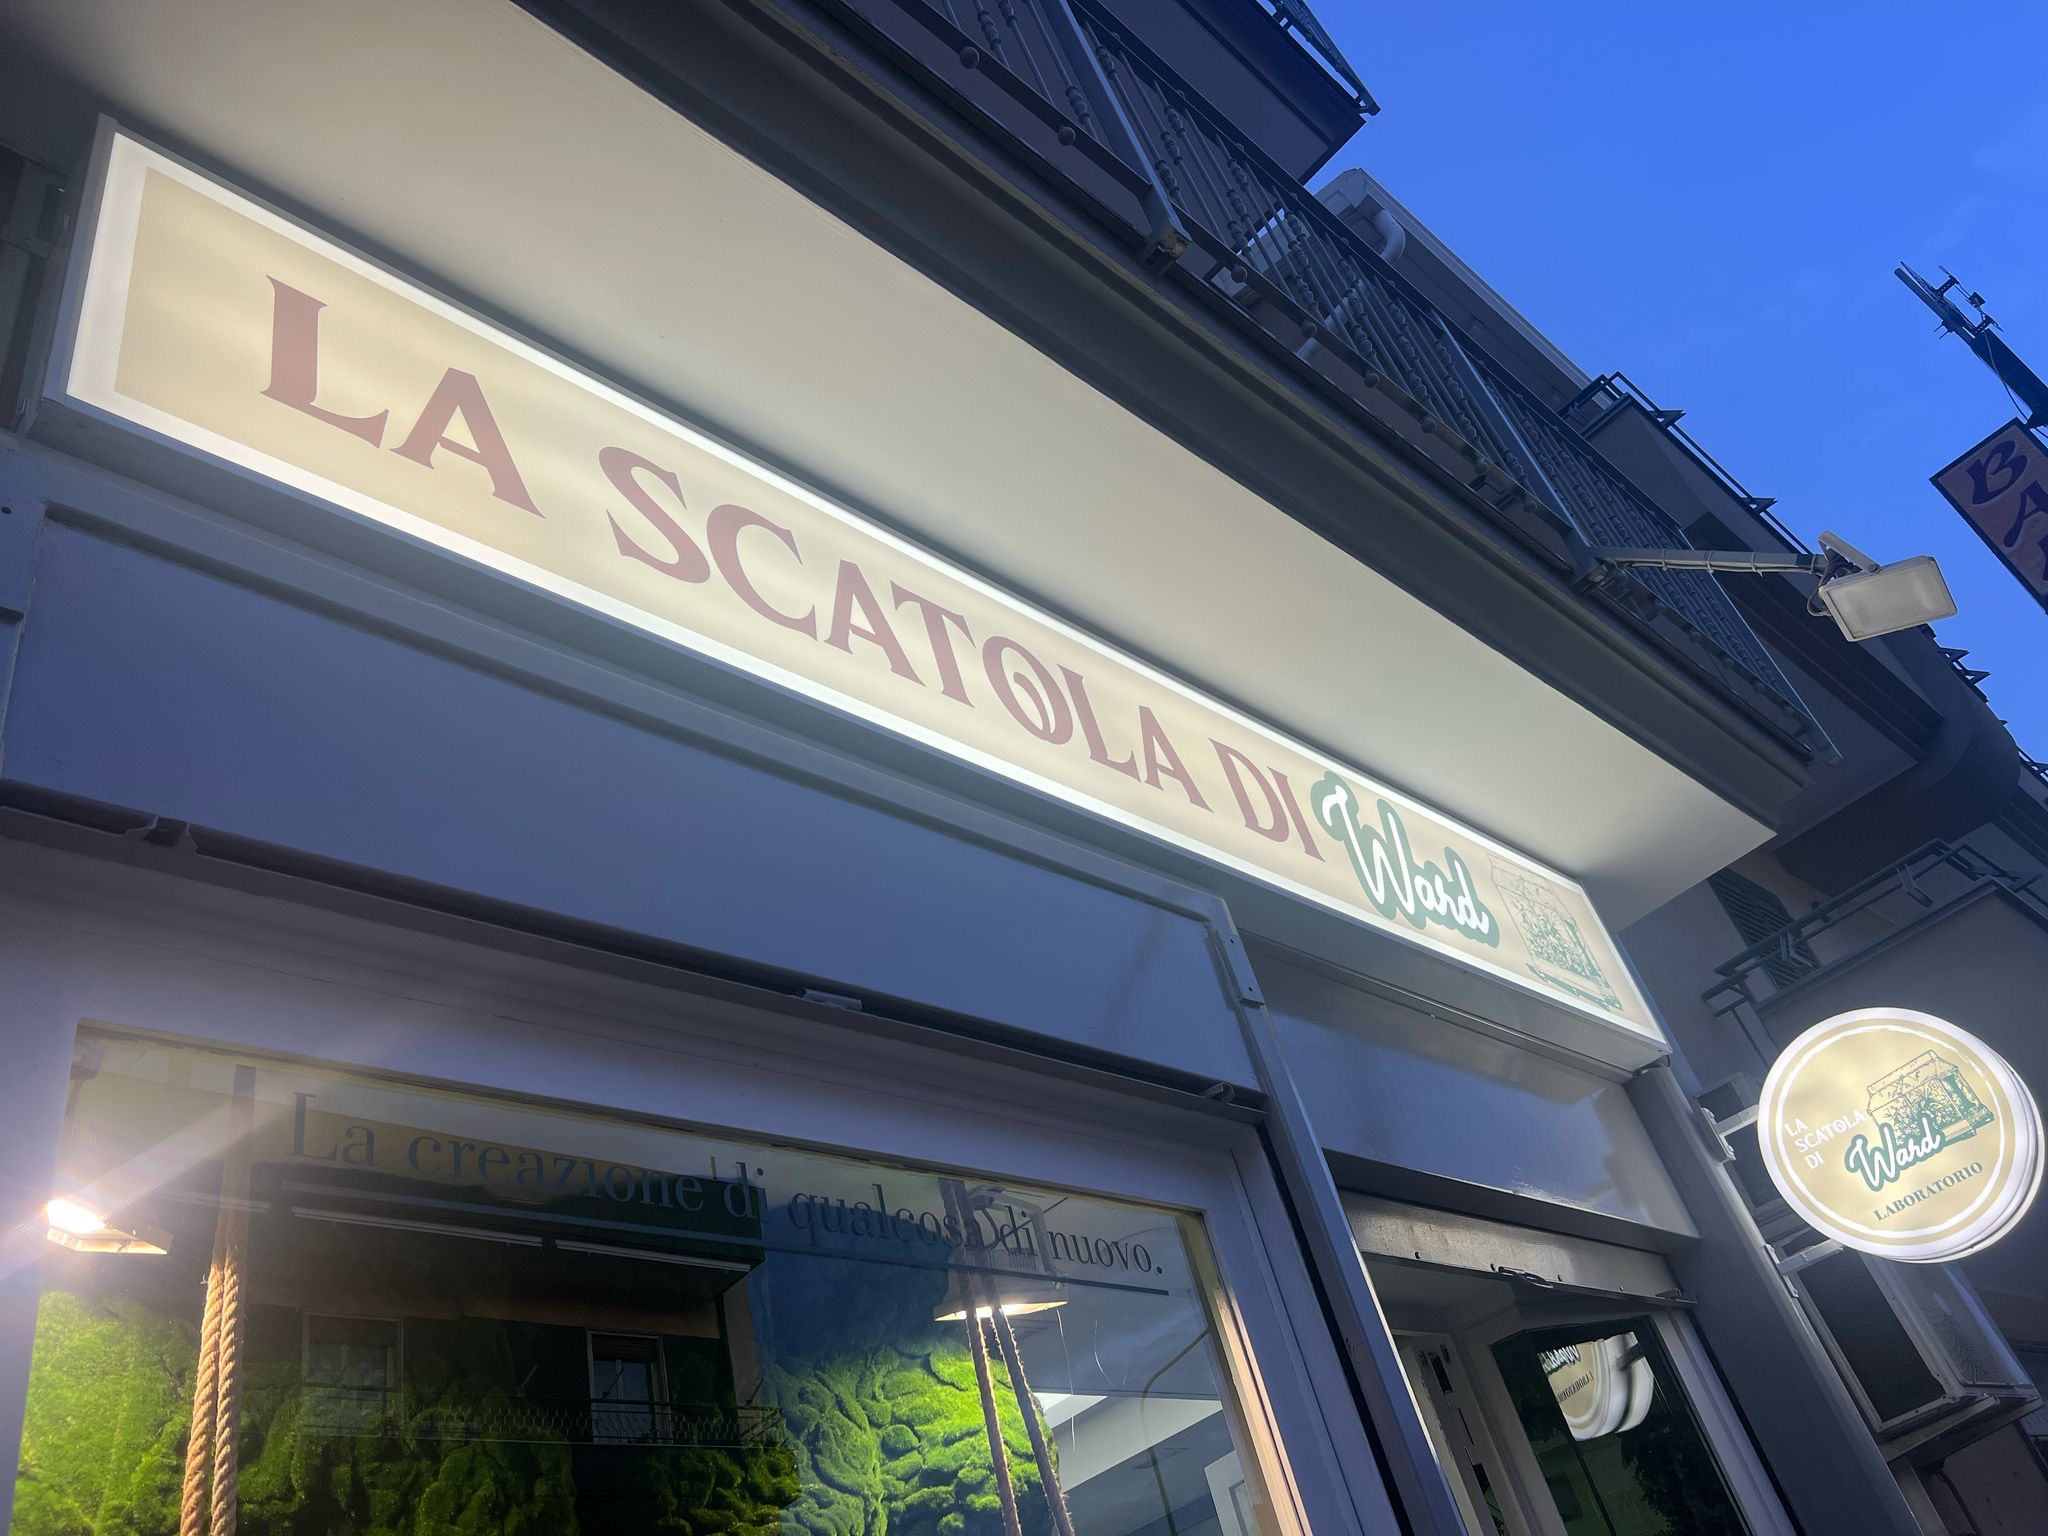 LA SCATOLA DI Ward
La creazione di qualcosa di nuovo.
LA
SCATOLA
DI
Ward
LABORATORIO